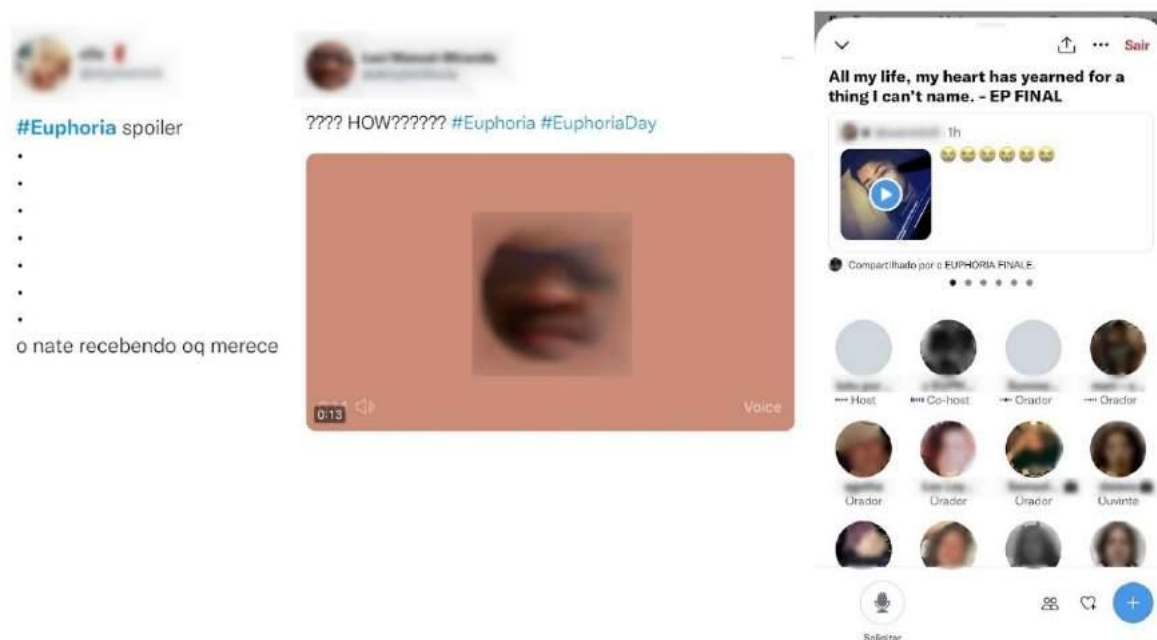 #Euphoria spoiler
.
.
.
.
.
.
.
o nate recebendo oq merece
???? HOW?????? #Euphoria #EuphoriaDay
0:13
Voice
Sair
All my life, my heart has yearned for a
thing I can't name. - EP FINAL
1h
😭😭😭😭😭😭
Compartilhado por c EUPHORIA FINALE.
Host
Co-host
Orador
Orador
Orador
Orador
Orador
Ouvinte
Solicitar